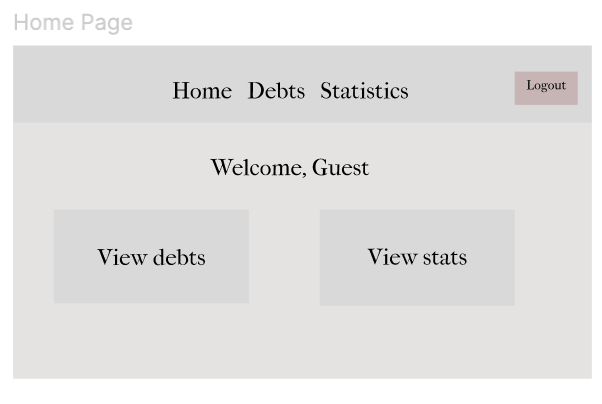 Home Page
Home Debts Statistics
Logout
Welcome, Guest
View debts
View stats